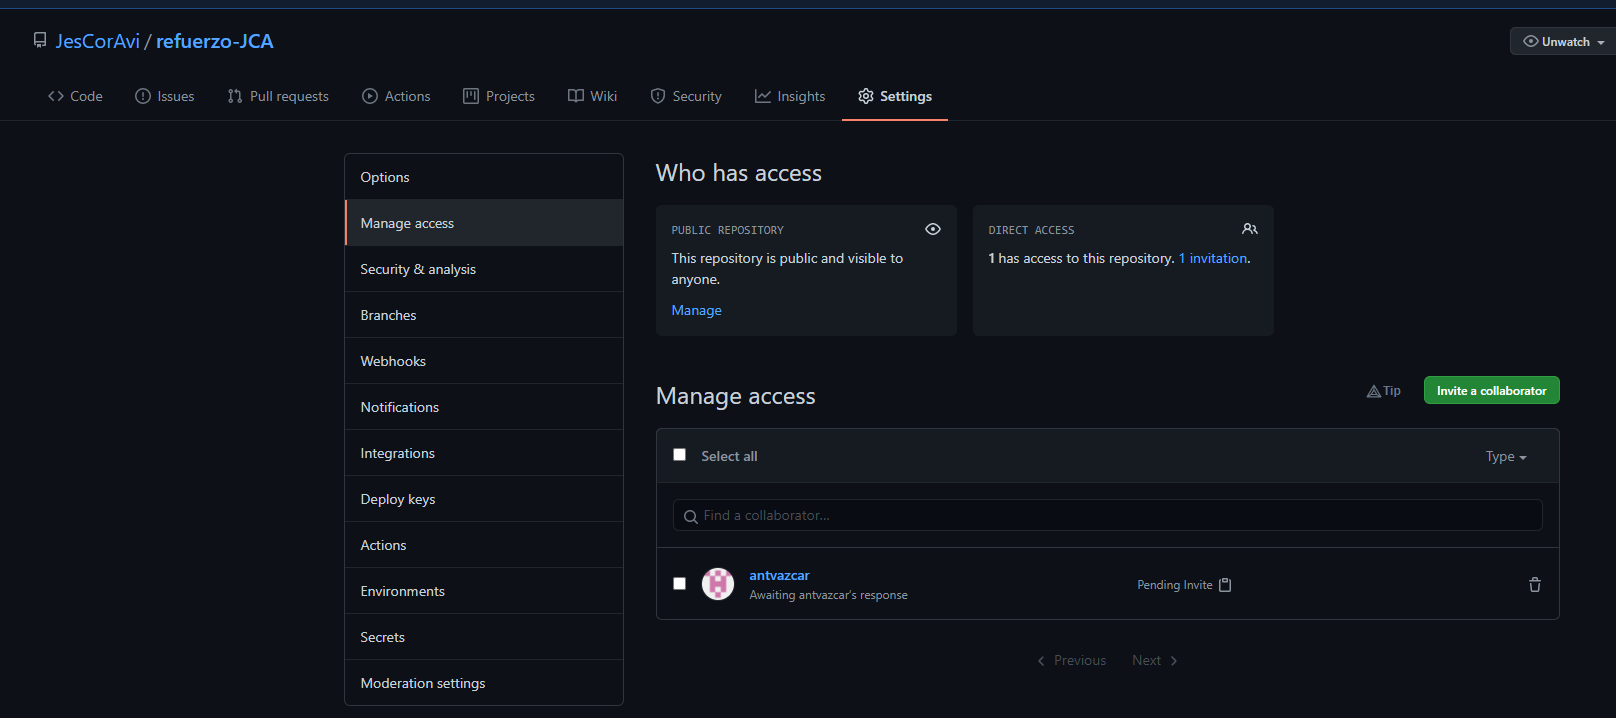 JesCorAvi / refuerzo-JCA
Unwatch
Code Issues Pull requests Actions Projects Wiki Security Insights Settings
Options
Manage access
Security & analysis
Branches
Webhooks
Notifications
Integrations
Deploy keys
Actions
Environments
Secrets
Moderation settings
Who has access
PUBLIC REPOSITORY
This repository is public and visible to
anyone.
Manage
DIRECT ACCESS
1 has access to this repository. 1 invitation.
Manage access
Tip
Invite a collaborator
Select all
Type
Find a collaborator...
antvazcar
Awaiting antvazcar's response
Pending Invite
Previous Next